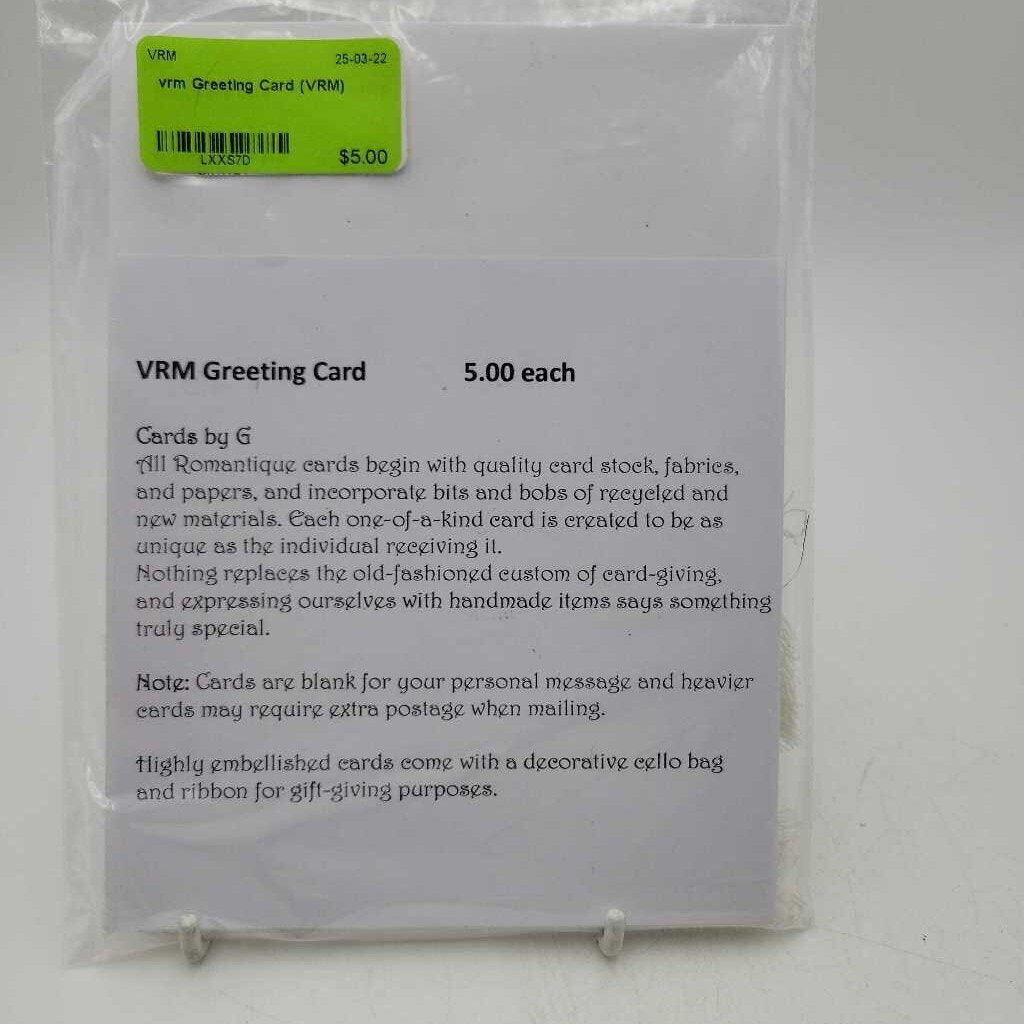 VRM 25-03-22
vrm Greeting Card (VRM)
LXXS7D $5.00
VRM Greeting Card 5.00 each
Cards by G
All Romantique cards begin with quality card stock, fabrics,
and papers, and incorporate bits and bobs of recycled and
new materials. Each one-of-a-kind card is created to be as
unique as the individual receiving it.
Nothing replaces the old-fashioned custom of card-giving,
and expressing ourselves with handmade items says something
truly special.
Note: Cards are blank for your personal message and heavier
cards may require extra postage when mailing.
Highly embellished cards come with a decorative cello bag
and ribbon for gift-giving purposes.